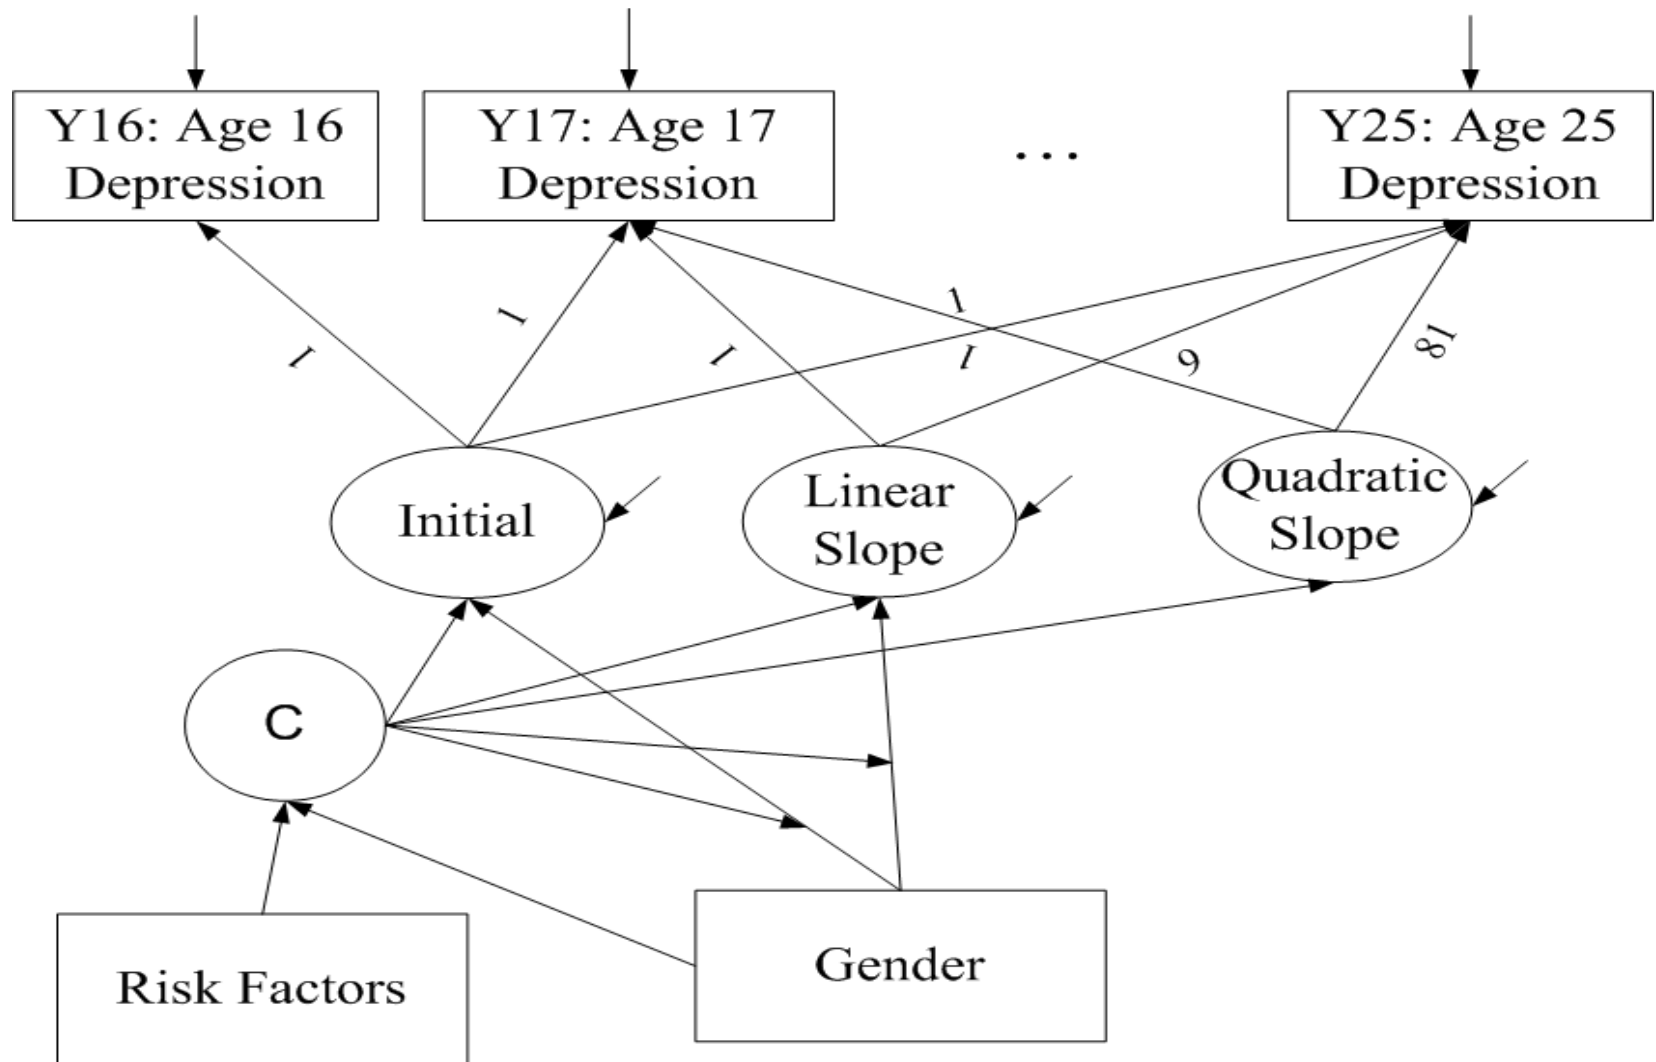 Y16: Age 16
Depression
Y17: Age 17
Depression
...
Y25: Age 25
Depression
1
1
1
1
1
9
81
Initial
Linear
Slope
Quadratic
Slope
C
Risk Factors
Gender